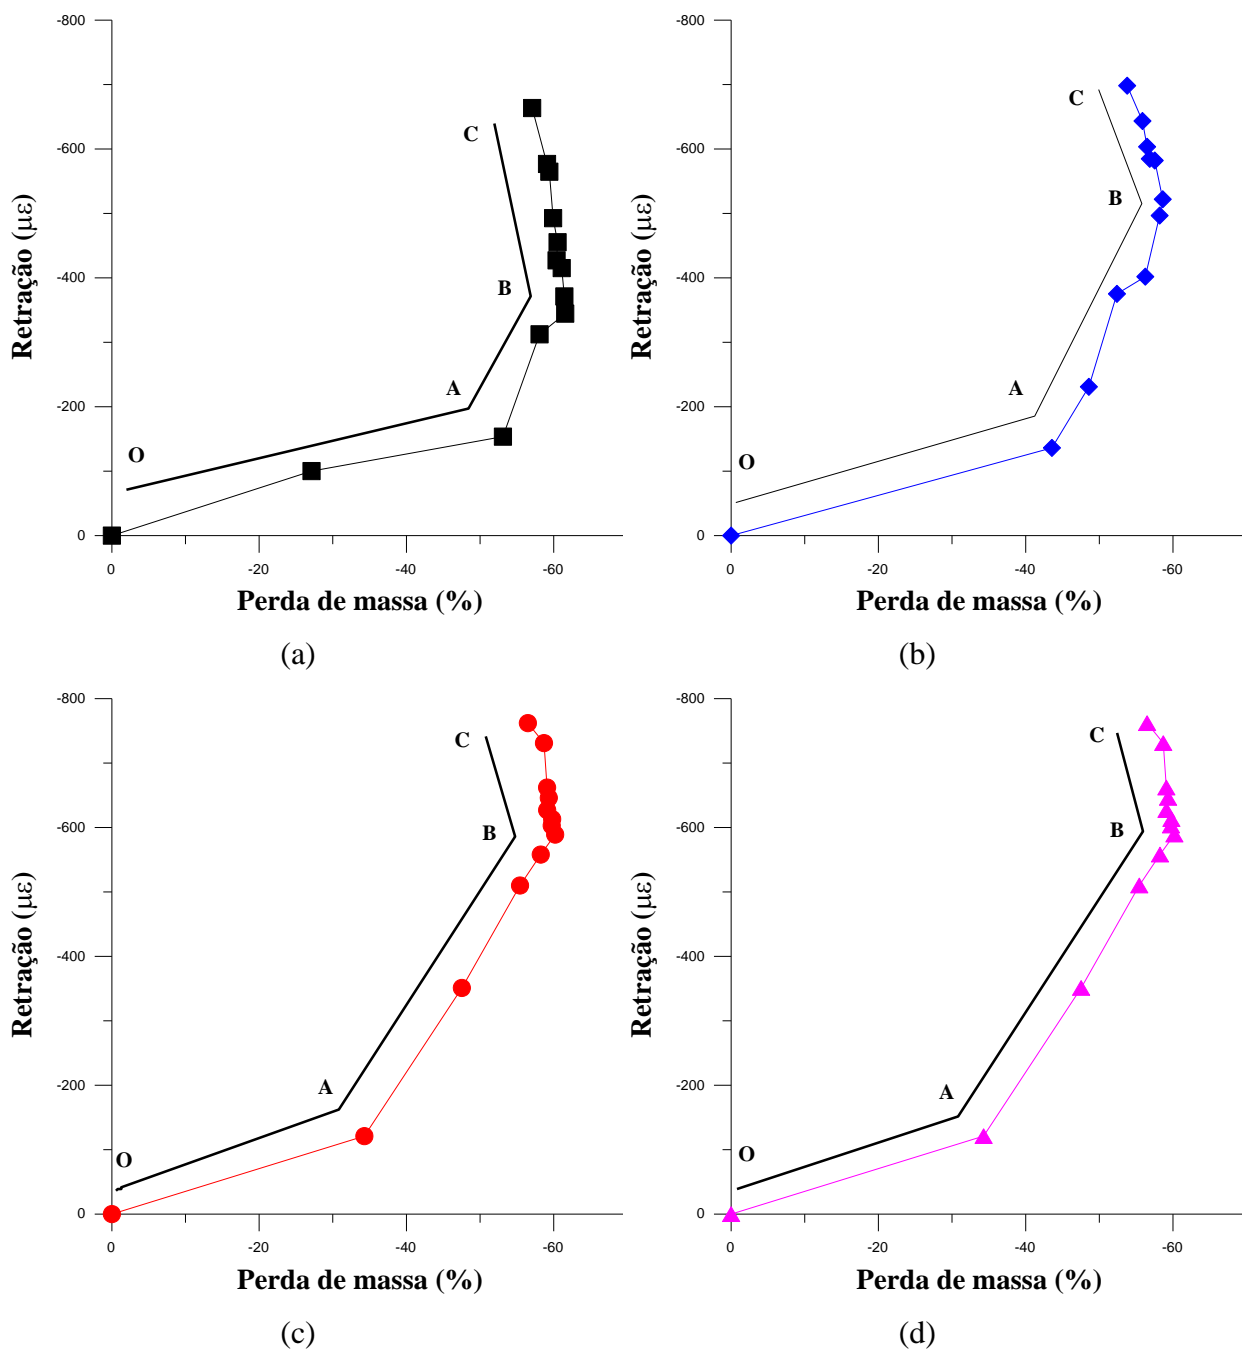 -800
-600
-400
-200
0
Retração (με)
C
B
A
O
0 -20 -40 -60
Perda de massa (%)
(a)
-800
-600
-400
-200
0
Retração (με)
C
B
A
O
0 -20 -40 -60
Perda de massa (%)
(b)
-800
-600
-400
-200
0
Retração (με)
C
B
A
O
0 -20 -40 -60
Perda de massa (%)
(c)
-800
-600
-400
-200
0
Retração (με)
C
B
A
O
0 -20 -40 -60
Perda de massa (%)
(d)